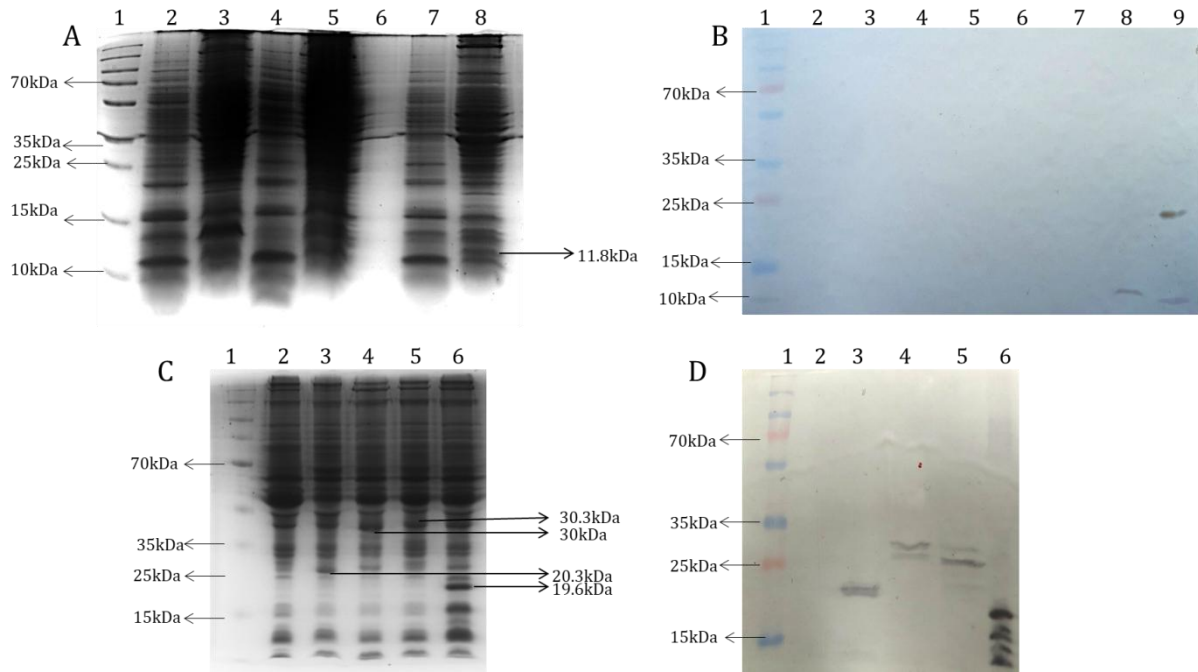 A
1 2 3 4 5 6 7 8
70kDa
35kDa
25kDa
15kDa
10kDa
11.8kDa
B
1 2 3 4 5 6 7 8 9
70kDa
35kDa
25kDa
15kDa
10kDa
C
1 2 3 4 5 6
70kDa
35kDa
25kDa
15kDa
30.3kDa
30kDa
20.3kDa
19.6kDa
D
1 2 3 4 5 6
70kDa
35kDa
25kDa
15kDa